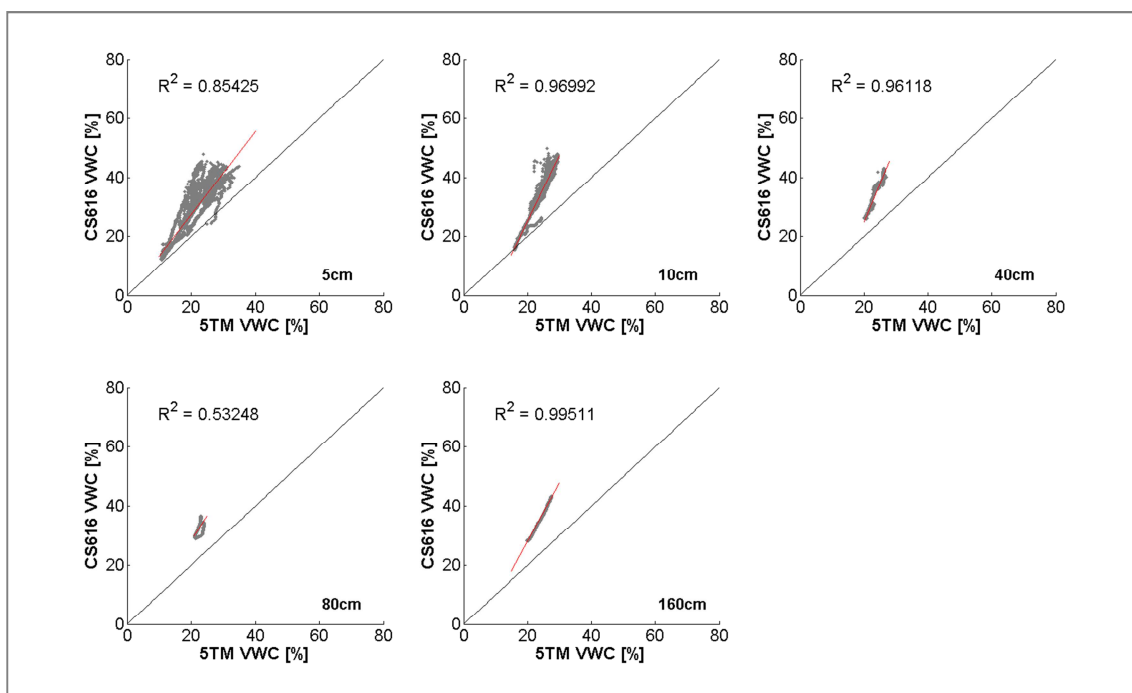 80
60
40
20
0
CS616 VWC [%]
R² = 0.85425
5cm
0 20 40 60 80
5TM VWC [%]
80
60
40
20
0
CS616 VWC [%]
R² = 0.96992
10cm
0 20 40 60 80
5TM VWC [%]
80
60
40
20
0
CS616 VWC [%]
R² = 0.96118
40cm
0 20 40 60 80
5TM VWC [%]
80
60
40
20
0
CS616 VWC [%]
R² = 0.53248
80cm
0 20 40 60 80
5TM VWC [%]
80
60
40
20
0
CS616 VWC [%]
R² = 0.99511
160cm
0 20 40 60 80
5TM VWC [%]